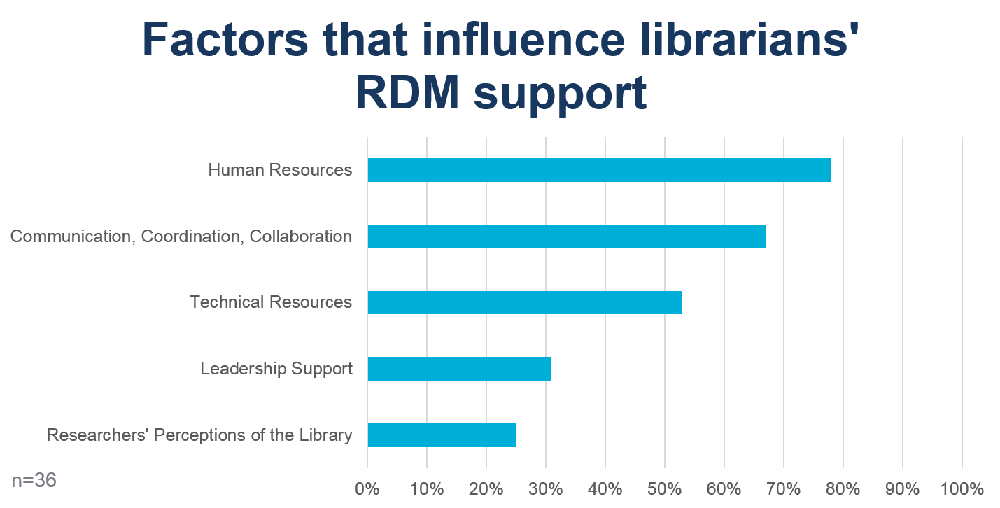 Factors that influence librarians'
RDM support
Human Resources
Communication, Coordination, Collaboration
Technical Resources
Leadership Support
Researchers' Perceptions of the Library
n=36
0% 10% 20% 30% 40% 50% 60% 70% 80% 90% 100%